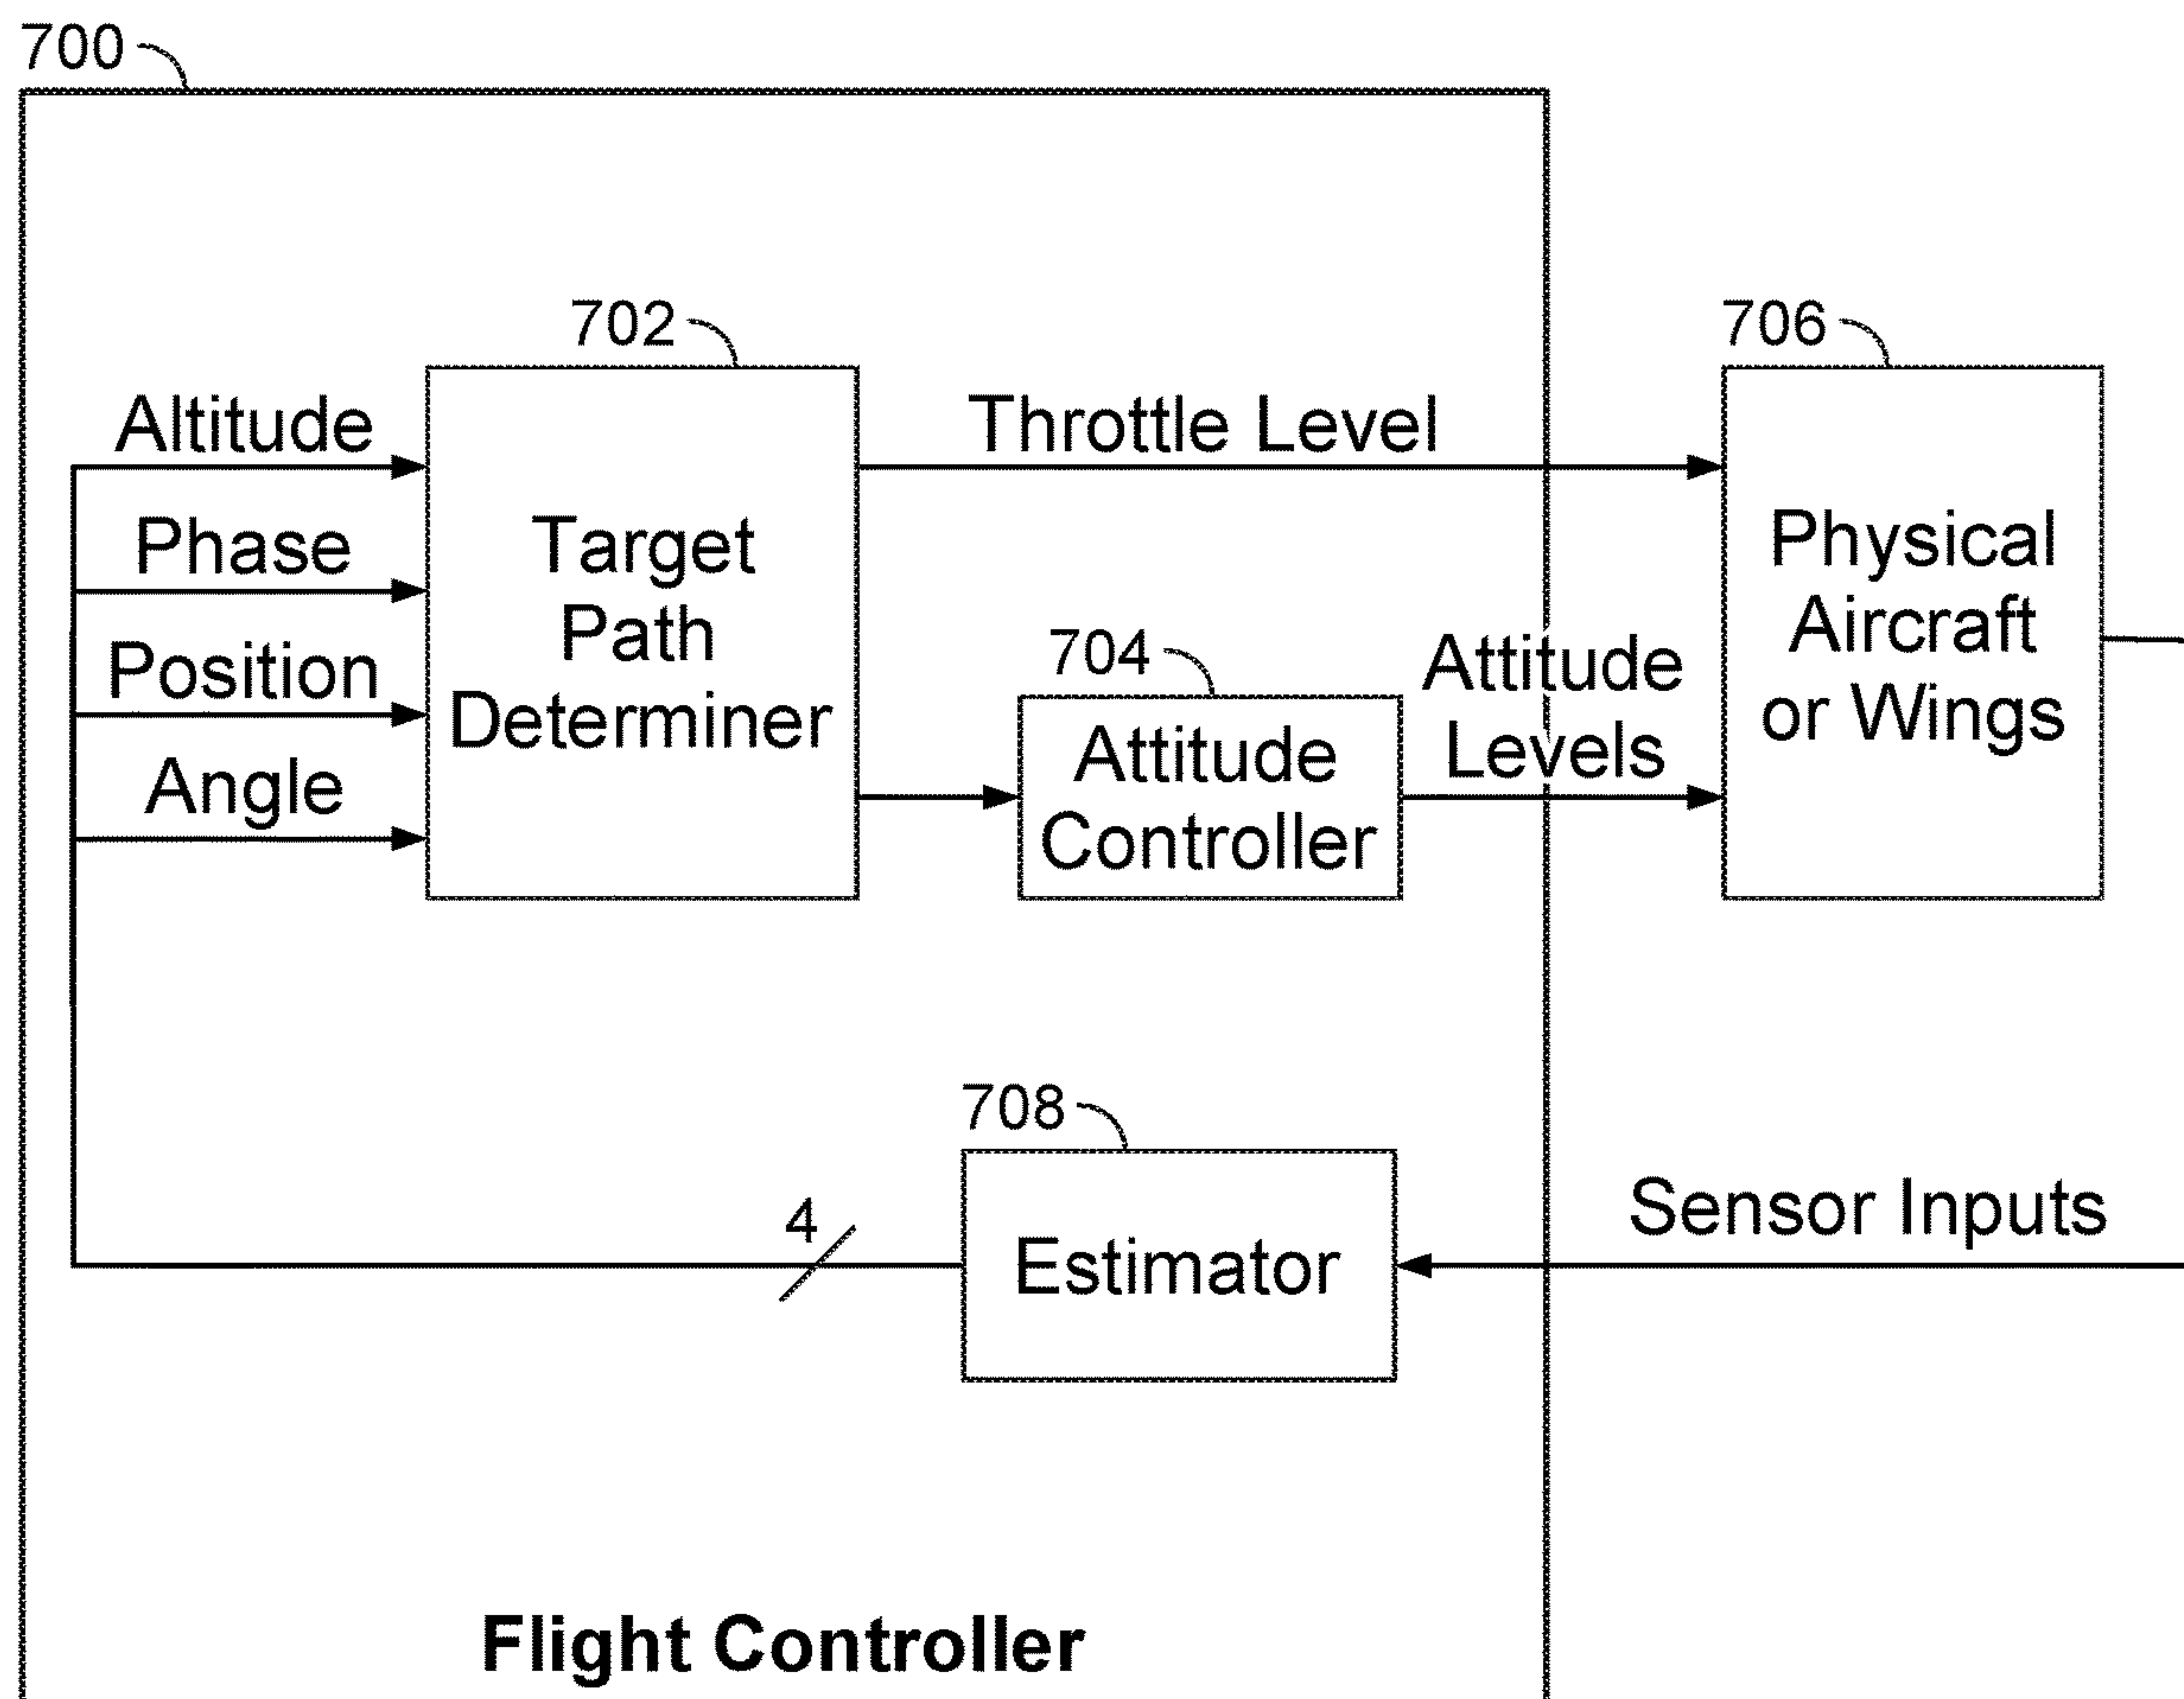 700
702
706
Altitude
Throttle Level
Phase
Target
Path
Determiner
Physical
Aircraft
or Wings
Position
704
Attitude
Levels
Angle
Attitude
Controller
708
4
Estimator
Sensor Inputs
Flight Controller